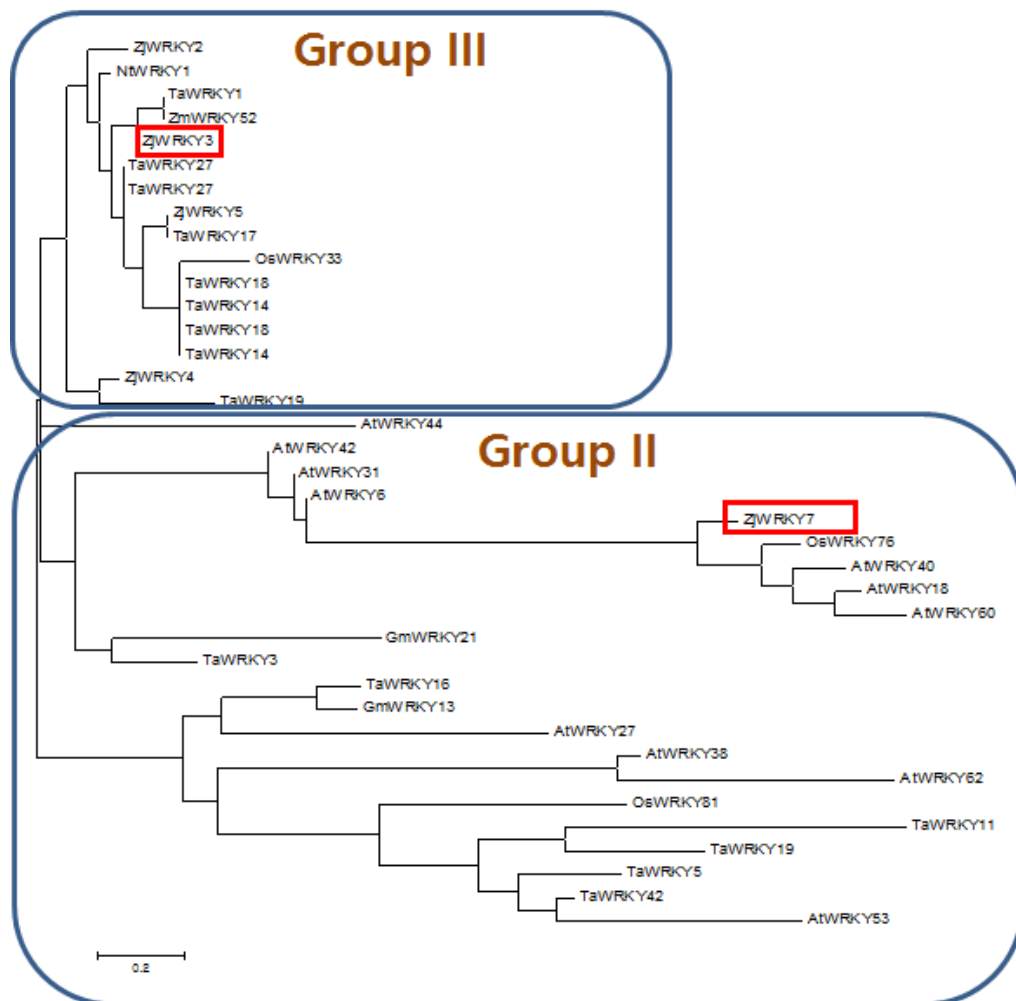 Group III
ZjWRKY2
NtWRKY1
TaWRKY1
ZmWRKY52
ZjWRKY3
TaWRKY27
TaWRKY27
ZjWRKY5
TaWRKY17
OsWRKY33
TaWRKY18
TaWRKY14
TaWRKY18
TaWRKY14
ZjWRKY4
TaWRKY19
AtWRKY44
Group II
AtWRKY42
AtWRKY31
AtWRKY6
ZjWRKY7
OsWRKY76
AtWRKY40
AtWRKY18
AtWRKY60
GmWRKY21
TaWRKY3
TaWRKY16
GmWRKY13
AtWRKY27
AtWRKY38
AtWRKY62
OsWRKY81
TaWRKY11
TaWRKY19
TaWRKY5
TaWRKY42
AtWRKY53
0.2